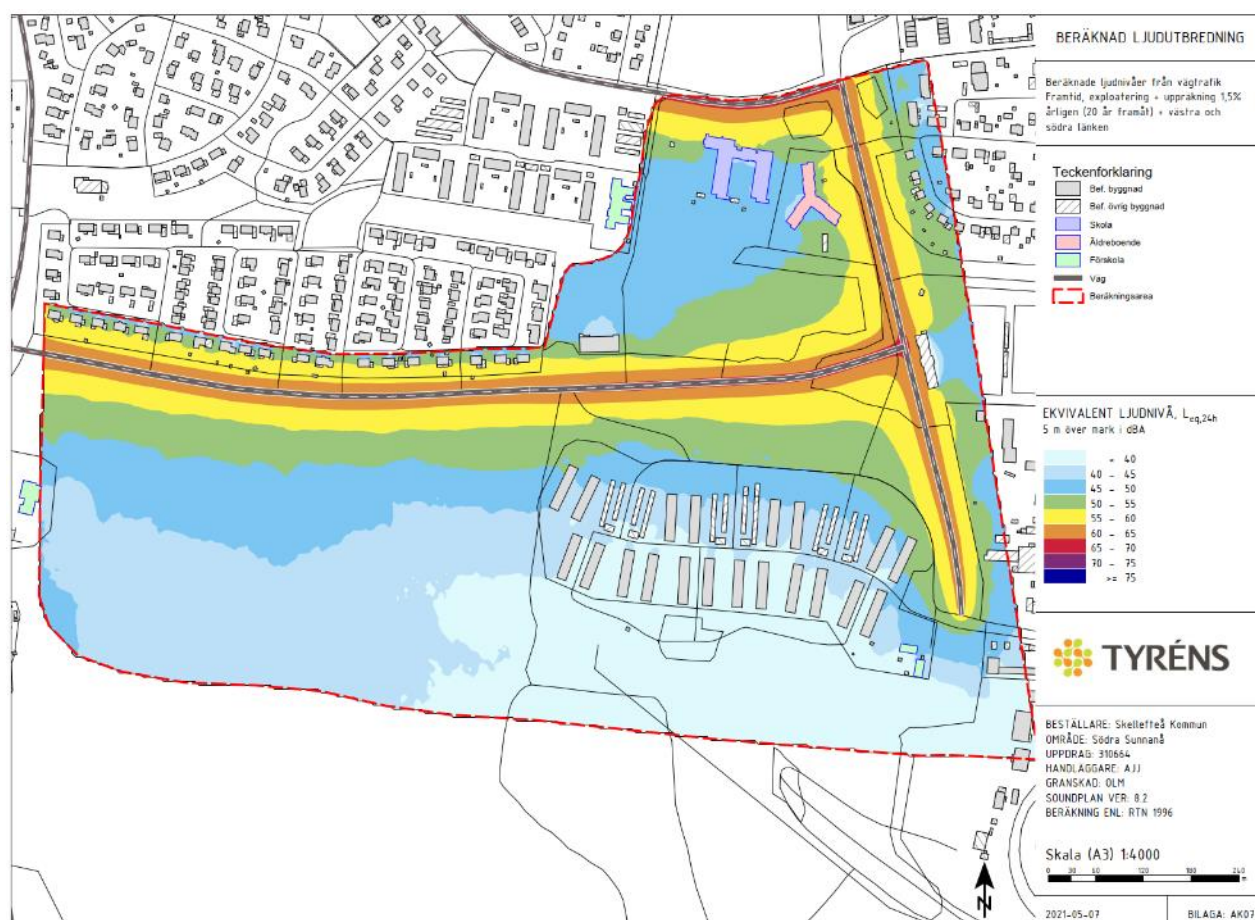 BERÄKNAD LJUDUTBREDNING
Beräknade ljudnivåer från vägtrafik
Framtid, exploatering + uppräkning 1,5%
årligen (20 år framåt) + västra och
södra länken
Teckenförklaring
Bef. byggnad
Bef. övrig byggnad
Skola
Äldreboende
Förskola
Väg
Beräkningsarea
EKVIVALENT LJUDNIVÅ, Leq,24h
5 m över mark i dBA
< 40
40 - 45
45 - 50
50 - 55
55 - 60
60 - 65
65 - 70
70 - 75
>= 75
TYRÉNS
BESTÄLLARE: Skellefteå Kommun
OMRÅDE: Södra Sunnanå
UPPDRAG: 310664
HANDLÄGGARE: AJJ
GRANSKAD: OLM
SOUNDPLAN VER: 8.2
BERÄKNING ENL: RTN 1996
Skala (A3) 1:4000
0 30 60 120 180 240
m
N
2021-05-07 BILAGA: AK03